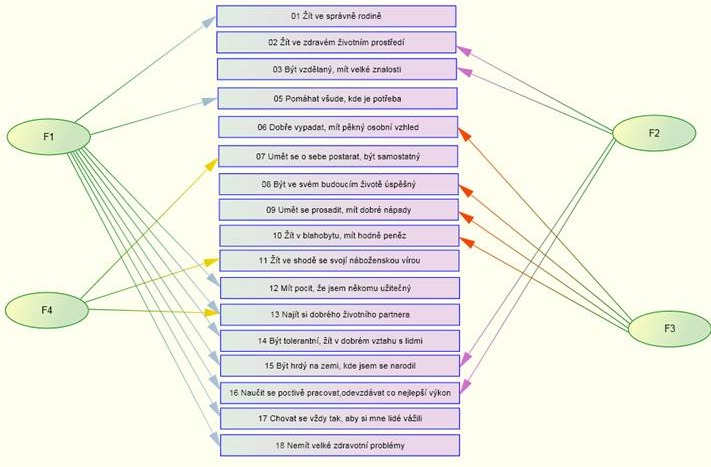 01 Žít ve správně rodině
02 Žít ve zdravém životním prostředí
03 Být vzdělaný, mít velké znalosti
05 Pomáhat všude, kde je potřeba
06 Dobře vypadat, mít pěkný osobní vzhled
F1
F2
07 Umět se o sebe postarat, být samostatný
08 Být ve svém budoucím životě úspěšný
09 Umět se prosadit, mít dobré nápady
10 Žít v blahobytu, mít hodně peněz
11 Žít ve shodě se svojí náboženskou vírou
12 Mít pocit, že jsem někomu užitečný
F4
13 Najít si dobrého životního partnera
F3
14 Být tolerantní, žít v dobrém vztahu s lidmi
15 Být hrdý na zemi, kde jsem se narodil
16 Naučit se poctivě pracovat,odevzdávat co nejlepší výkon
17 Chovat se vždy tak, aby si mne lidé vážili
18 Nemít velké zdravotní problémy